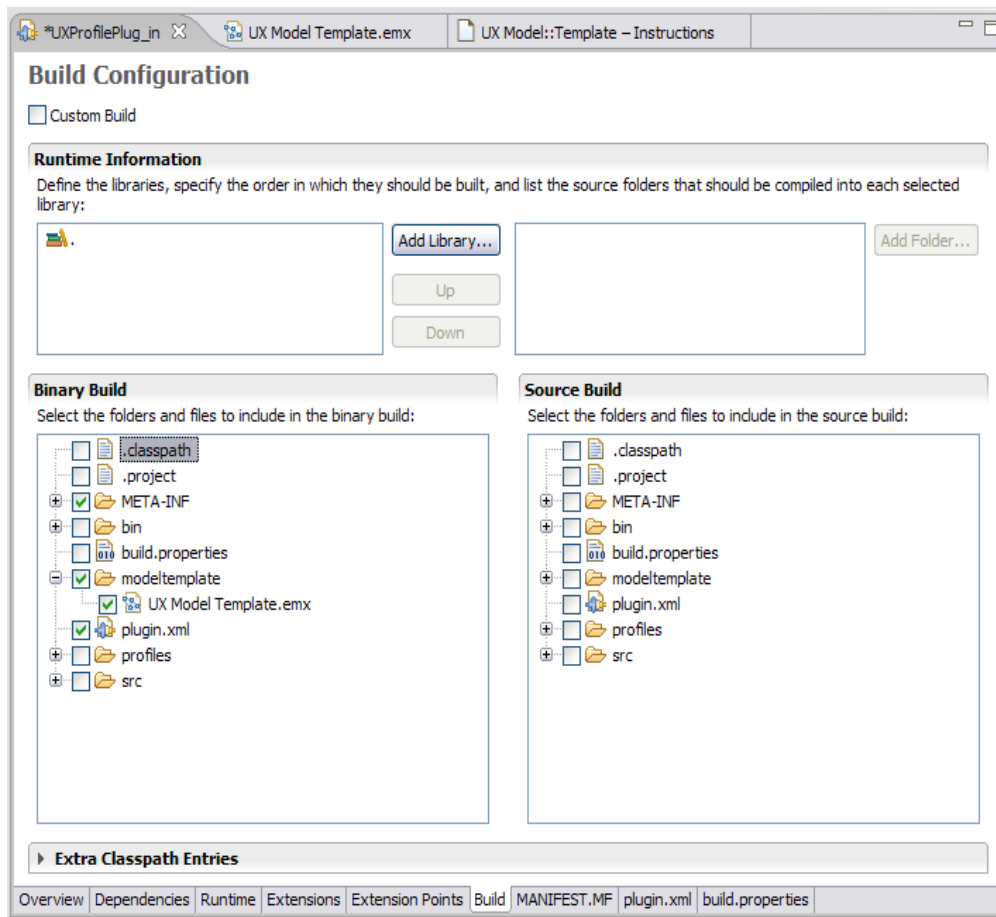 *UXProfilePlug_in
UX Model Template.emx
UX Model::Template – Instructions
Build Configuration
Custom Build
Runtime Information
Define the libraries, specify the order in which they should be built, and list the source folders that should be compiled into each selected
library:
.
Add Library...
Up
Down
Add Folder...
Binary Build
Select the folders and files to include in the binary build:
.classpath
.project
META-INF
bin
build.properties
modeltemplate
UX Model Template.emx
plugin.xml
profiles
src
Source Build
Select the folders and files to include in the source build:
.classpath
.project
META-INF
bin
build.properties
modeltemplate
plugin.xml
profiles
src
Extra Classpath Entries
Overview Dependencies Runtime Extensions Extension Points Build MANIFEST.MF plugin.xml build.properties